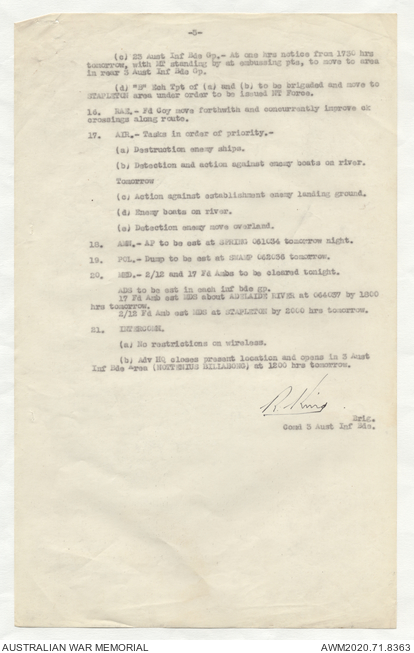 -3-
(c) 23 Aust Inf Bde Gp.- At one hrs notice from 1730 hrs
tomorrow, with MT standing by at embussing pts, to move to area
in rear 3 Aust Inf Bde Gp.
(d) "B" Ech Tpt of (a) and (b) to be brigaded and move to
STAPLETON area under order to be issued NT Force.
16. RAE.- Fd Coy move forthwith and concurrently improve ck
crossings along route.
17. AIR.- Tasks in order of priority.-
(a) Destruction enemy ships.
(b) Detection and action against enemy boats on river.
Tomorrow
(c) Action against establishment enemy landing ground.
(d) Enemy boats on river.
(e) Detection enemy move overland.
18. AMN.- AP to be est at SPRING 061034 tomorrow night.
19. POL.- Dump to be est at SWAMP tomorrow.
20. MED.- 2/12 and 17 Fd Ambs to be cleared tonight.
ADS to be est in each inf bde gp.
17 Fd Amb est MDS about ADELAIDE RIVER at 064037 by 1800
hrs tomorrow.
2/12 Fd Amb est MDS at STAPLETON by 2000 hrs tomorrow.
21. INTERCOMN.
(a) No restrictions on wireless.
(b) Adv HQ closes present location and opens in 3 Aust
Inf Bde Area (NOTTENIUS BILLABONG) at 1200 hrs tomorrow.
Brig.
Comd 3 Aust Inf Bde.
AUSTRALIAN WAR MEMORIAL
AWM2020.71.8363